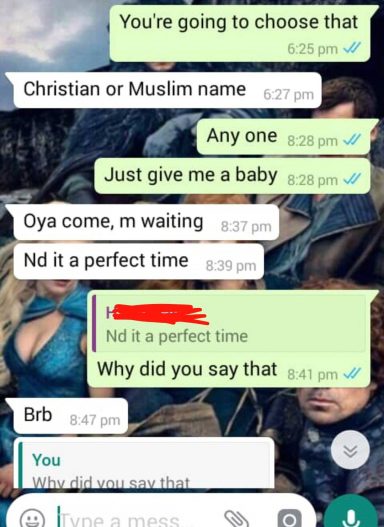 You're going to choose that
6:25 pm
Christian or Muslim name 6:27 pm
Any one 8:28 pm
Just give me a baby 8:28 pm
Oya come, m waiting 8:37 pm
Nd it a perfect time 8:39 pm
Nd it a perfect time
Why did you say that 8:41 pm
Brb 8:47 pm
You
Why did you say that
Type a mess...